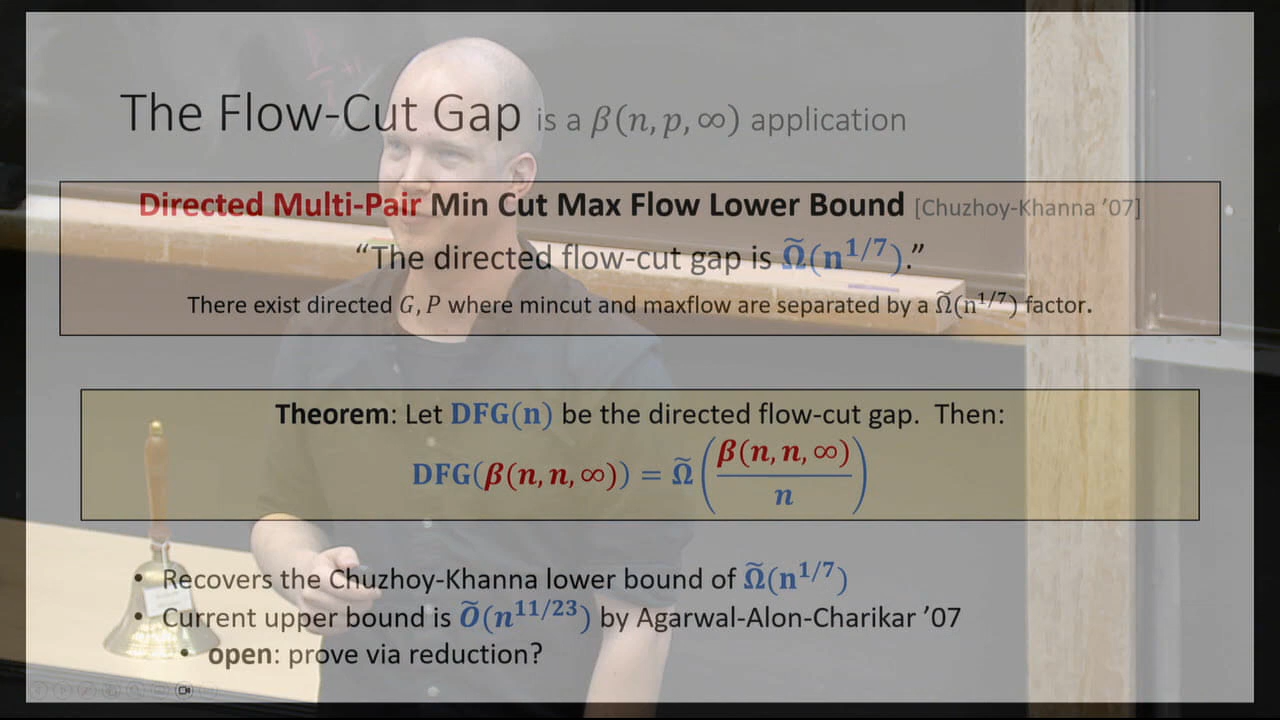 The Flow-Cut Gap is a β(n, p, ∞) application
Directed Multi-Pair Min Cut Max Flow Lower Bound [Chuzhoy-Khanna ’07]
“The directed flow-cut gap is Ω̃(n^{1/7}).”
There exist directed G, P where mincut and maxflow are separated by a Ω̃(n^{1/7}) factor.
Theorem: Let DFG(n) be the directed flow-cut gap. Then:
DFG(β(n, n, ∞)) = Ω̃(β(n, n, ∞) / n)
• Recovers the Chuzhoy-Khanna lower bound of Ω̃(n^{1/7})
• Current upper bound is Õ(n^{11/23}) by Agarwal-Alon-Charikar ’07
• open: prove via reduction?